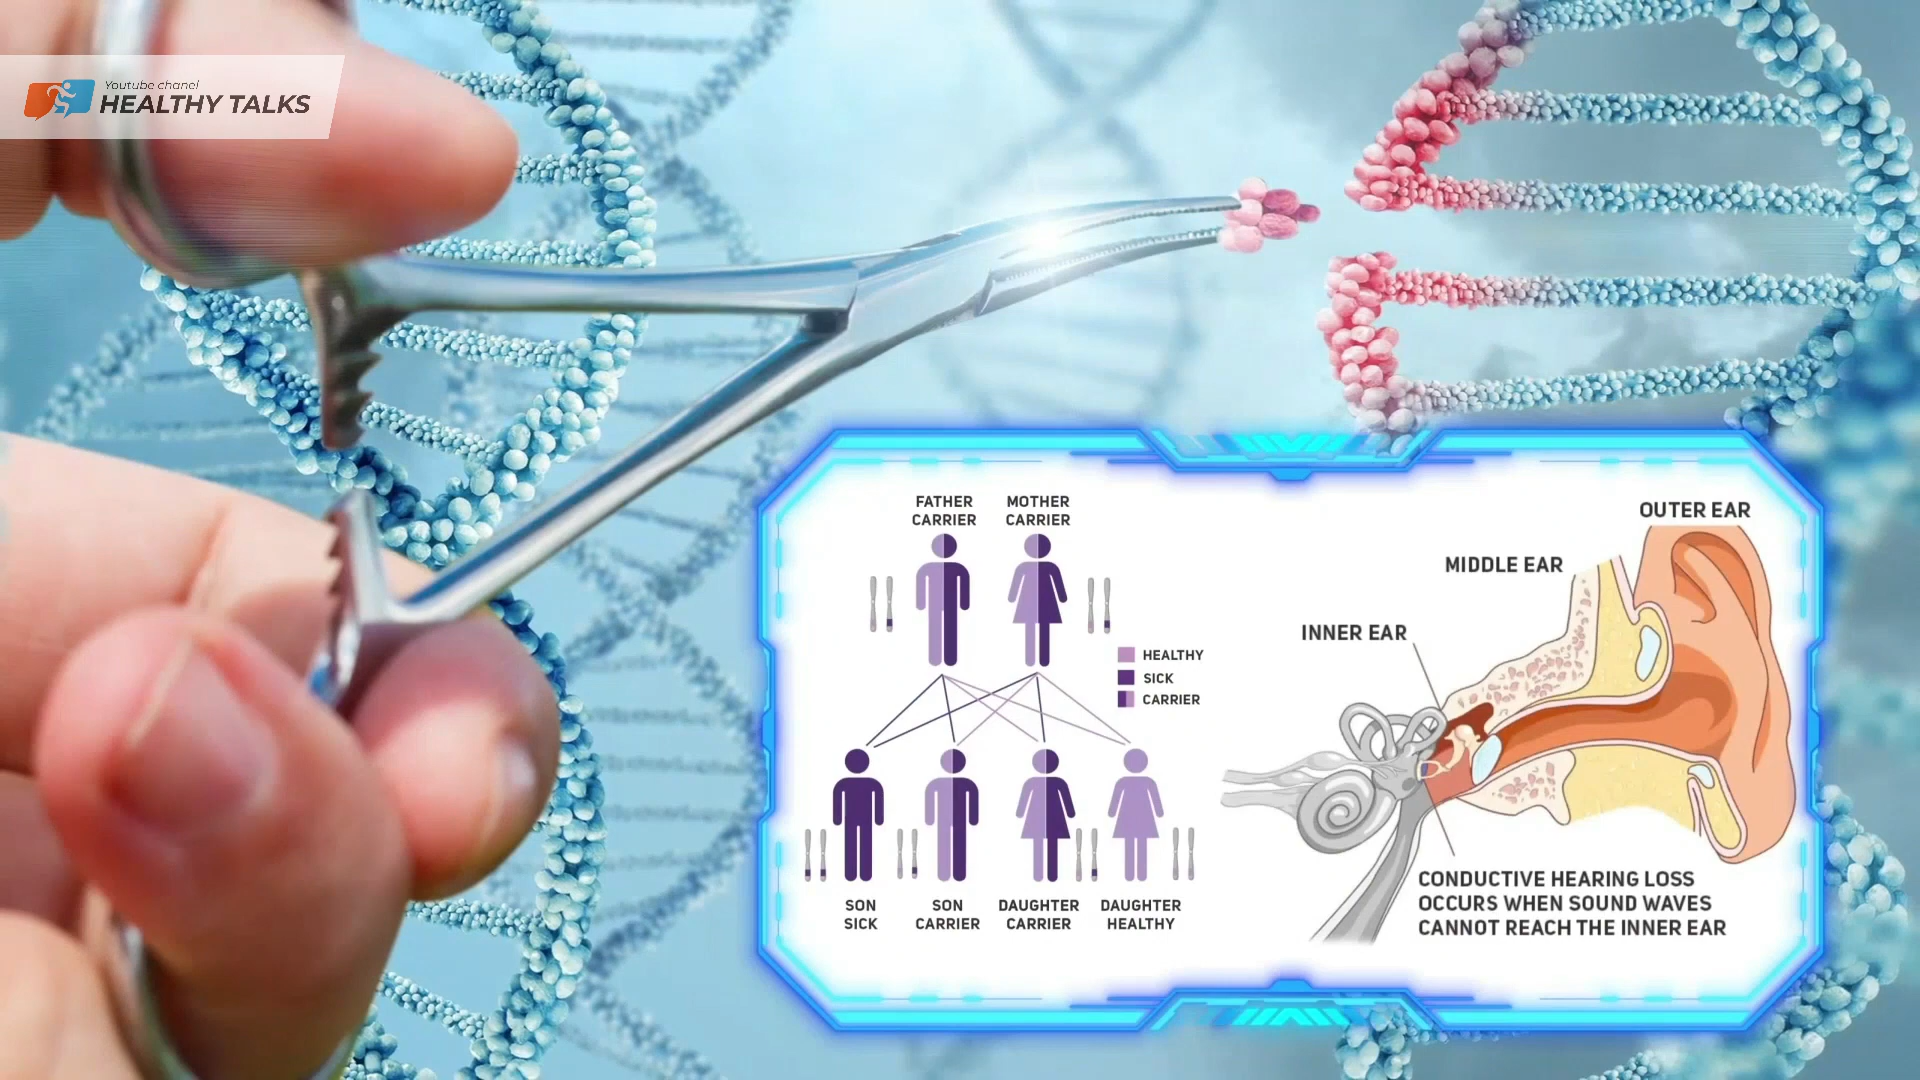 Youtube chanel
HEALTHY TALKS
FATHER
CARRIER
MOTHER
CARRIER
HEALTHY
SICK
CARRIER
SON
SICK
SON
CARRIER
DAUGHTER
CARRIER
DAUGHTER
HEALTHY
OUTER EAR
MIDDLE EAR
INNER EAR
CONDUCTIVE HEARING LOSS
OCCURS WHEN SOUND WAVES
CANNOT REACH THE INNER EAR